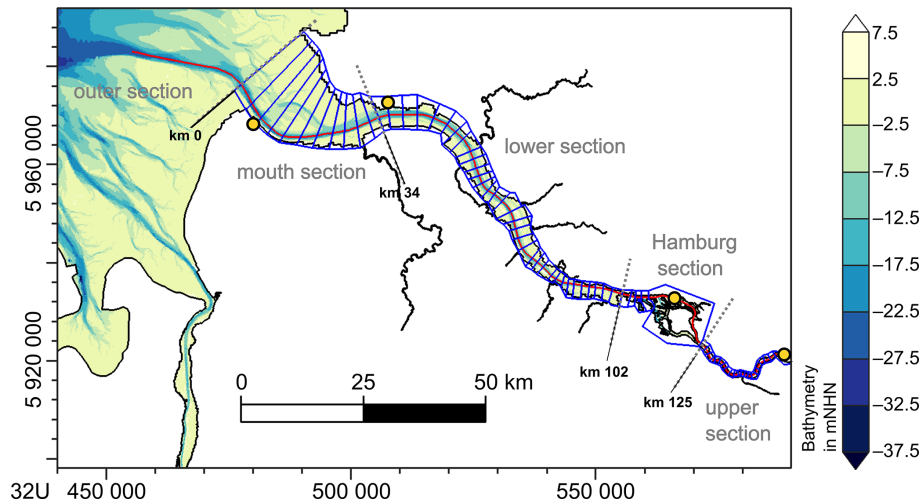 outer section
km 0
mouth section
km 34
lower section
Hamburg
section
km 102
km 125
upper
section
0
25
50 km
5 960 000
5 920 000
32U
450 000
500 000
550 000
Bathymetry
in mNHN
7.5
2.5
–2.5
–7.5
–12.5
–17.5
–22.5
–27.5
–32.5
–37.5